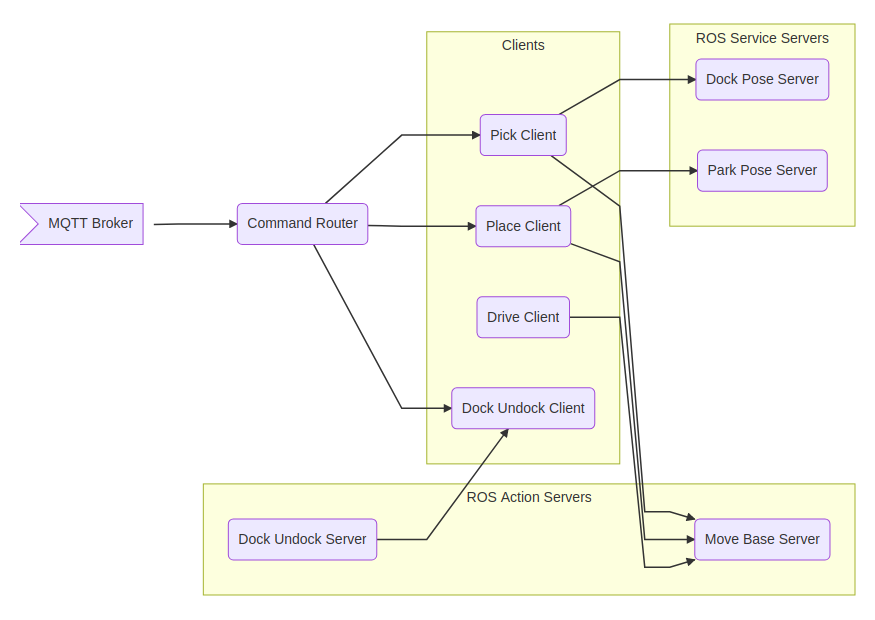 MQTT Broker
Command Router
Clients
Pick Client
Place Client
Drive Client
Dock Undock Client
ROS Service Servers
Dock Pose Server
Park Pose Server
ROS Action Servers
Dock Undock Server
Move Base Server